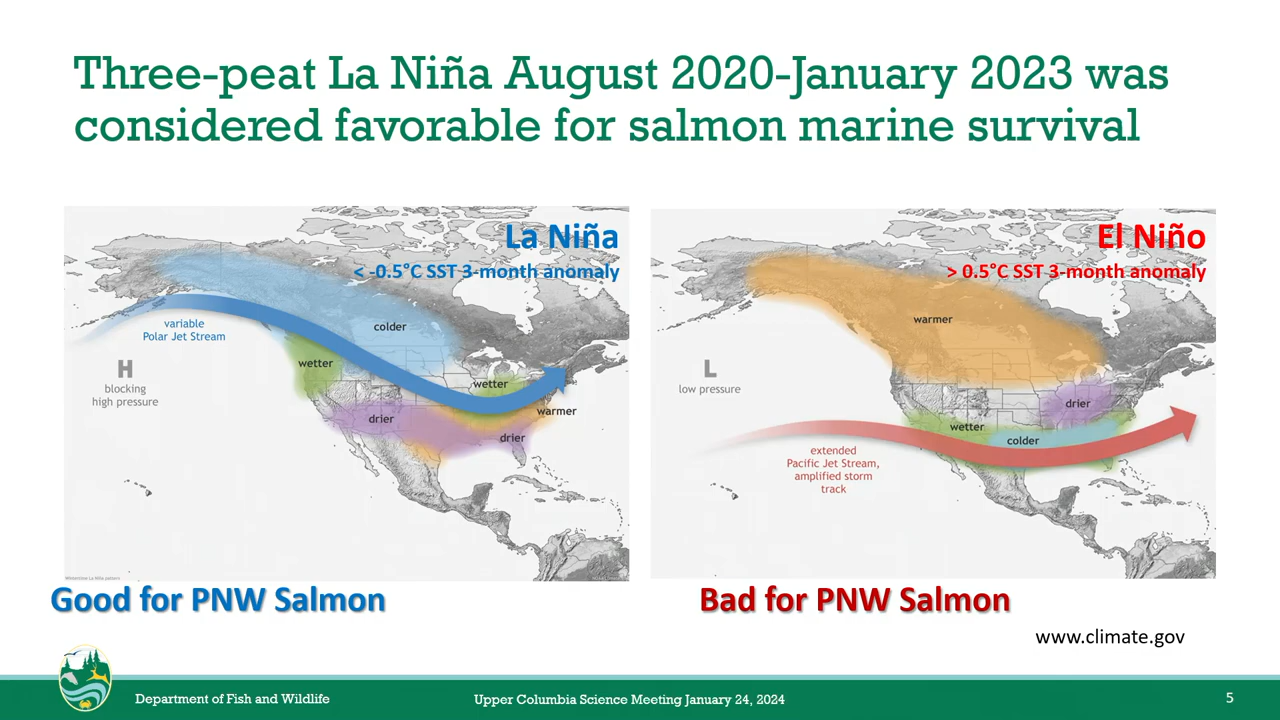 Three-peat La Niña August 2020-January 2023 was
considered favorable for salmon marine survival
La Niña
< -0.5°C SST 3-month anomaly
variable
Polar Jet Stream
colder
H
blocking
high pressure
wetter
wetter
warmer
drier
drier
Wintertime La Niña pattern
El Niño
> 0.5°C SST 3-month anomaly
warmer
L
low pressure
drier
wetter
colder
extended
Pacific Jet Stream,
amplified storm
track
Good for PNW Salmon
Bad for PNW Salmon
www.climate.gov
Department of Fish and Wildlife
Upper Columbia Science Meeting January 24, 2024
5